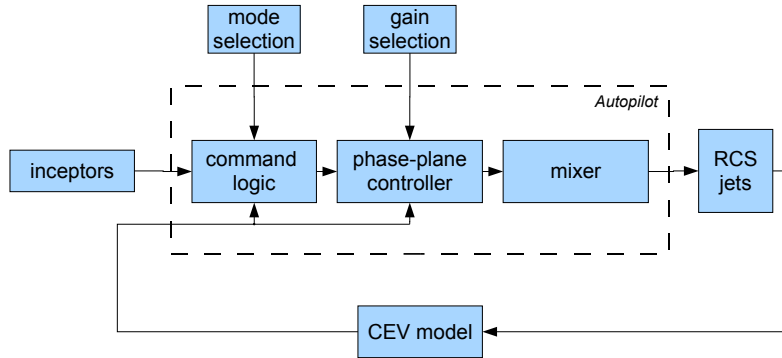 mode
selection
gain
selection
Autopilot
inceptors
command
logic
phase-plane
controller
mixer
RCS
jets
CEV model